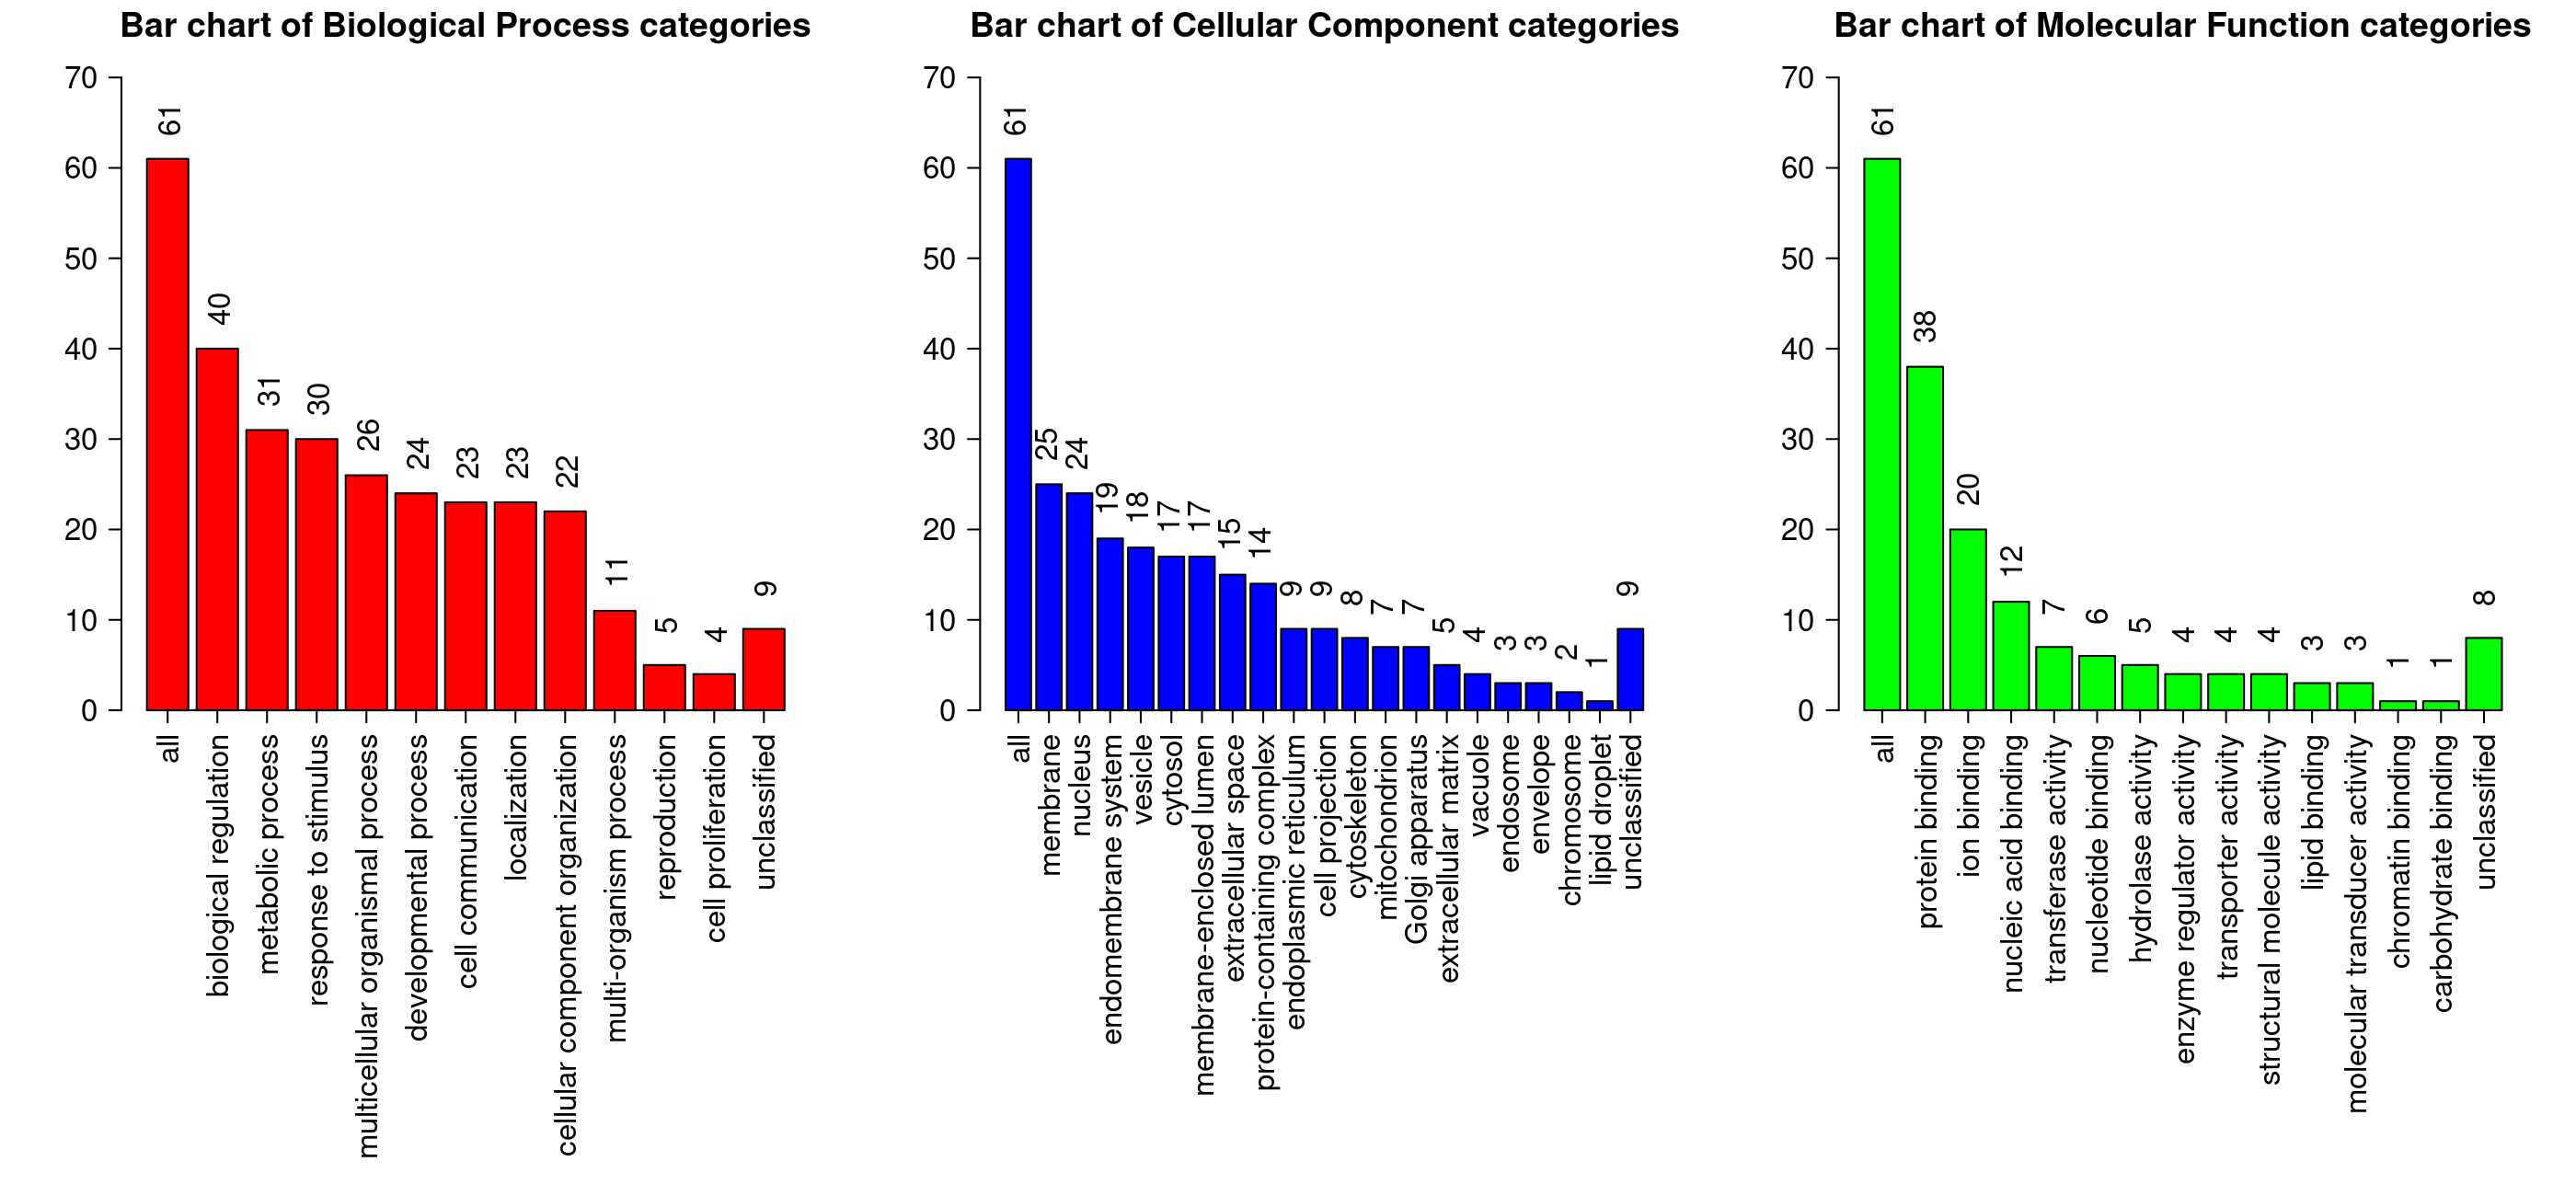 Bar chart of Biological Process categories
70
60
50
40
30
20
10
0
61
40
31
30
26
24
23
23
22
11
5
4
9
all
biological regulation
metabolic process
response to stimulus
multicellular organismal process
developmental process
cell communication
localization
cellular component organization
multi-organism process
reproduction
cell proliferation
unclassified
Bar chart of Cellular Component categories
70
60
50
40
30
20
10
0
61
25
24
19
18
17
17
15
14
9
9
8
7
7
5
4
3
3
2
1
9
all
membrane
nucleus
endomembrane system
vesicle
cytosol
membrane-enclosed lumen
extracellular space
protein-containing complex
endoplasmic reticulum
cell projection
cytoskeleton
mitochondrion
Golgi apparatus
extracellular matrix
vacuole
endosome
envelope
chromosome
lipid droplet
unclassified
Bar chart of Molecular Function categories
70
60
50
40
30
20
10
0
61
38
20
12
7
6
5
4
4
4
3
3
1
1
8
all
protein binding
ion binding
nucleic acid binding
transferase activity
nucleotide binding
hydrolase activity
enzyme regulator activity
transporter activity
structural molecule activity
lipid binding
molecular transducer activity
chromatin binding
carbohydrate binding
unclassified